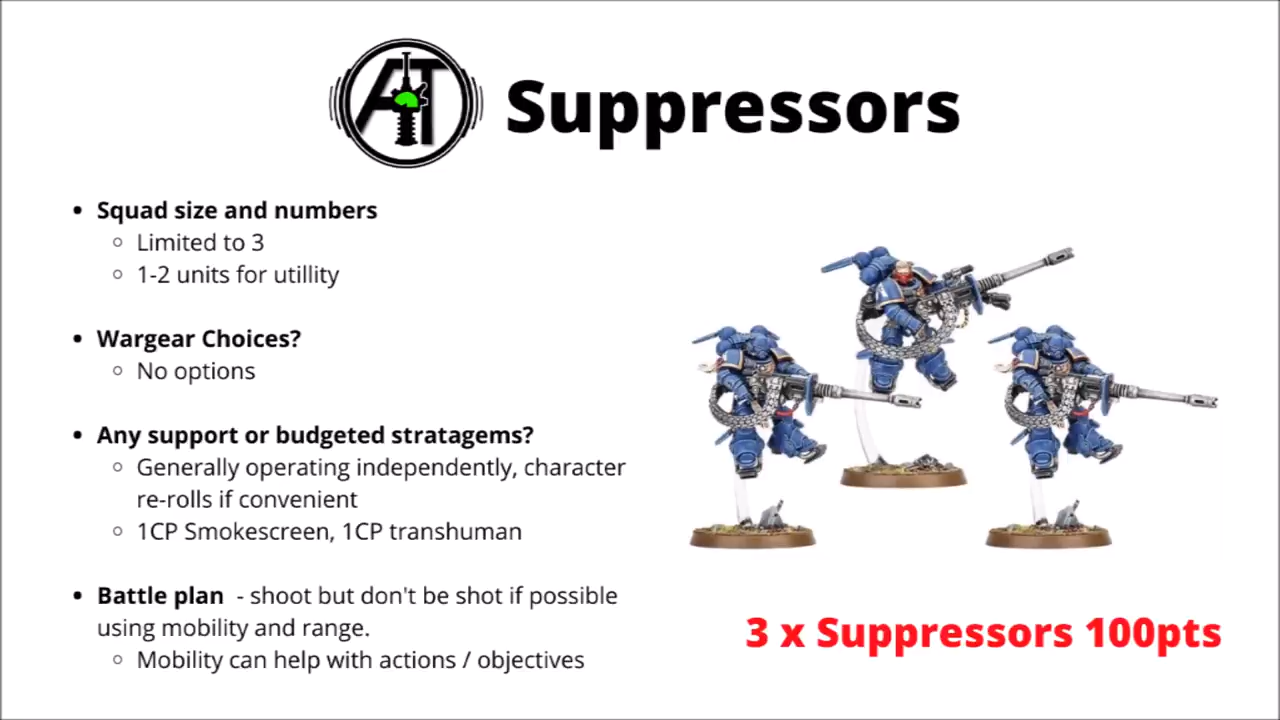 AT
Suppressors
• Squad size and numbers
○ Limited to 3
○ 1-2 units for utillity
• Wargear Choices?
○ No options
• Any support or budgeted stratagems?
○ Generally operating independently, character
re-rolls if convenient
○ 1CP Smokescreen, 1CP transhuman
• Battle plan - shoot but don't be shot if possible
using mobility and range.
○ Mobility can help with actions / objectives
3 x Suppressors 100pts